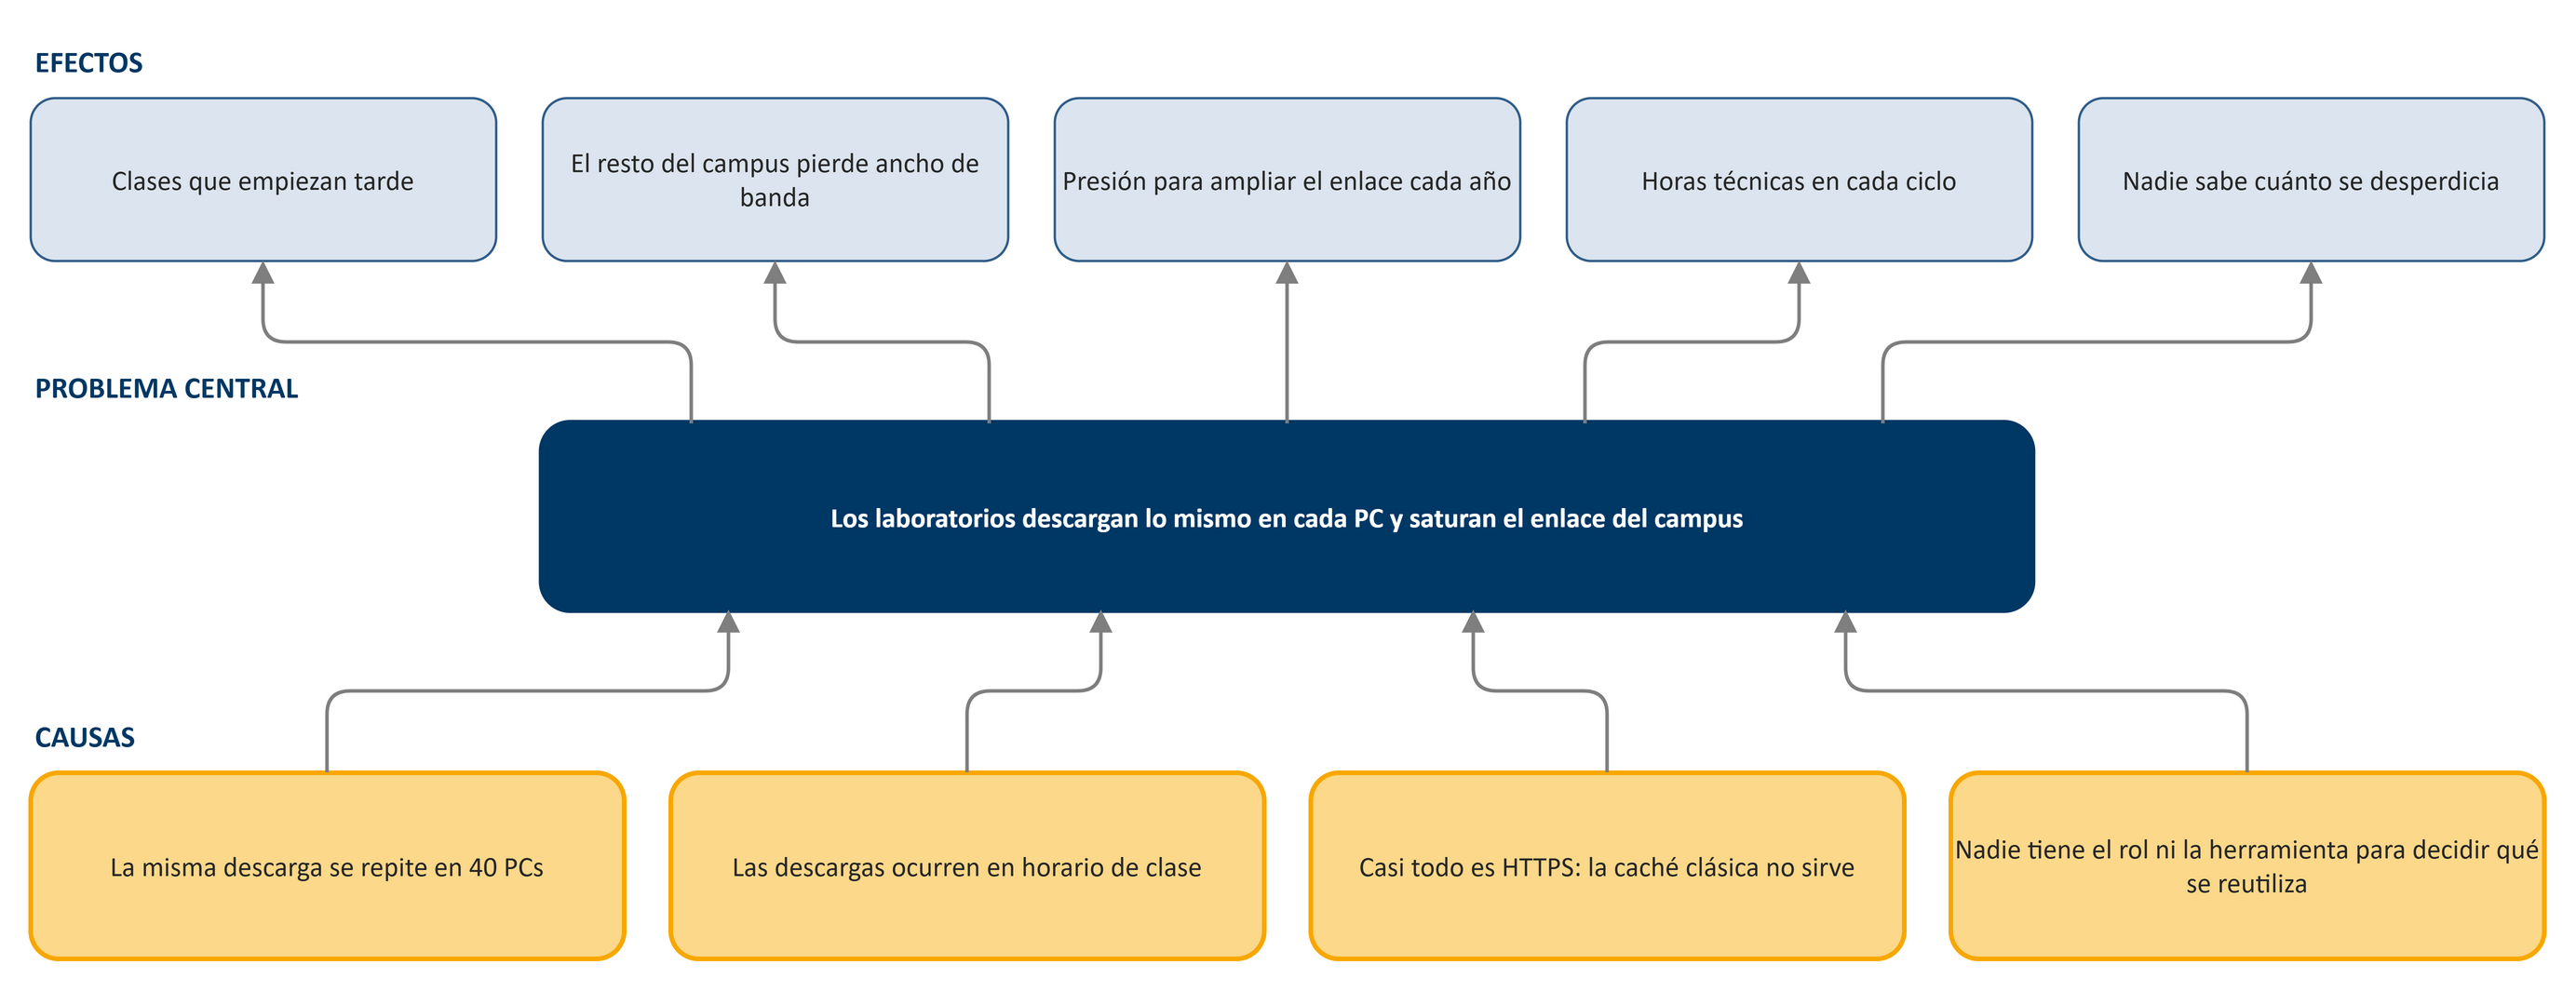 EFECTOS
Clases que empiezan tarde
El resto del campus pierde ancho de
banda
Presión para ampliar el enlace cada año
Horas técnicas en cada ciclo
Nadie sabe cuánto se desperdicia
PROBLEMA CENTRAL
Los laboratorios descargan lo mismo en cada PC y saturan el enlace del campus
CAUSAS
La misma descarga se repite en 40 PCs
Las descargas ocurren en horario de clase
Casi todo es HTTPS: la caché clásica no sirve
Nadie tiene el rol ni la herramienta para decidir qué
se reutiliza